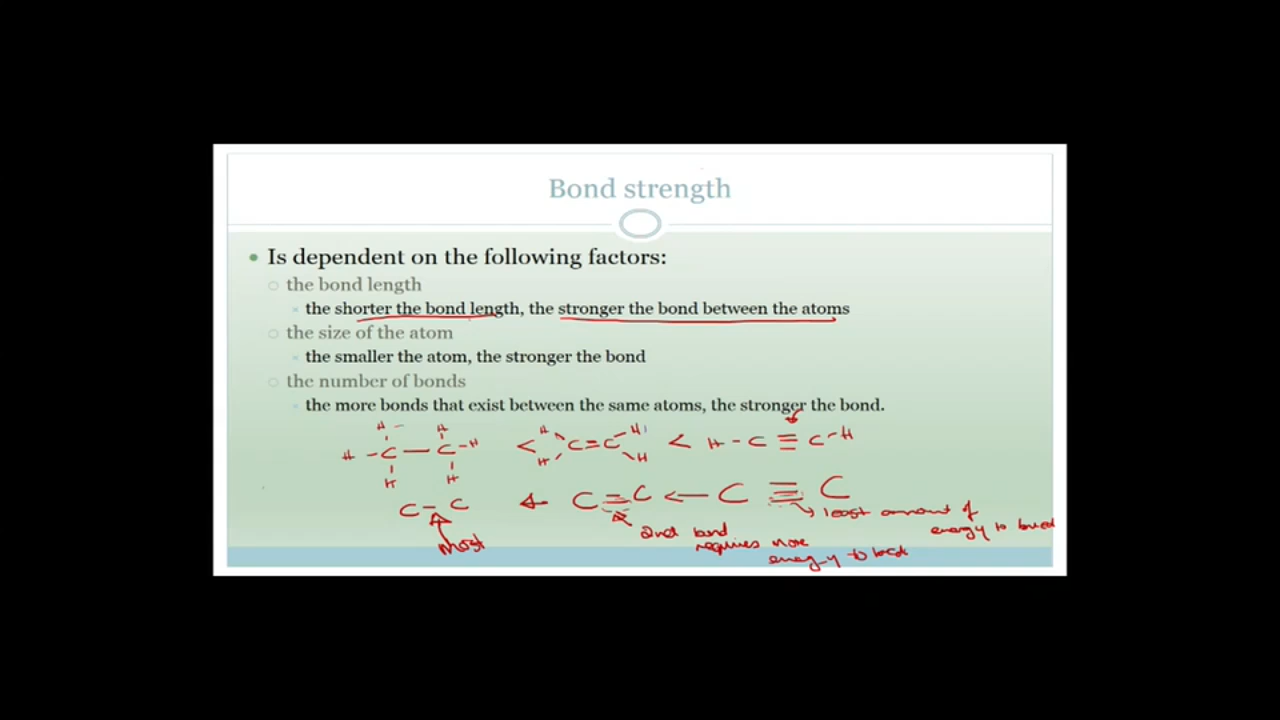 Bond strength
Is dependent on the following factors:
the bond length
the shorter the bond length, the stronger the bond between the atoms
the size of the atom
the smaller the atom, the stronger the bond
the number of bonds
the more bonds that exist between the same atoms, the stronger the bond.
H H H H
H - C — C - H < C = C < H - C ≡ C - H
H H H H
C - C C = C ← C ≡ C
least amount of
energy to
most
2nd bond
requires more
energy to